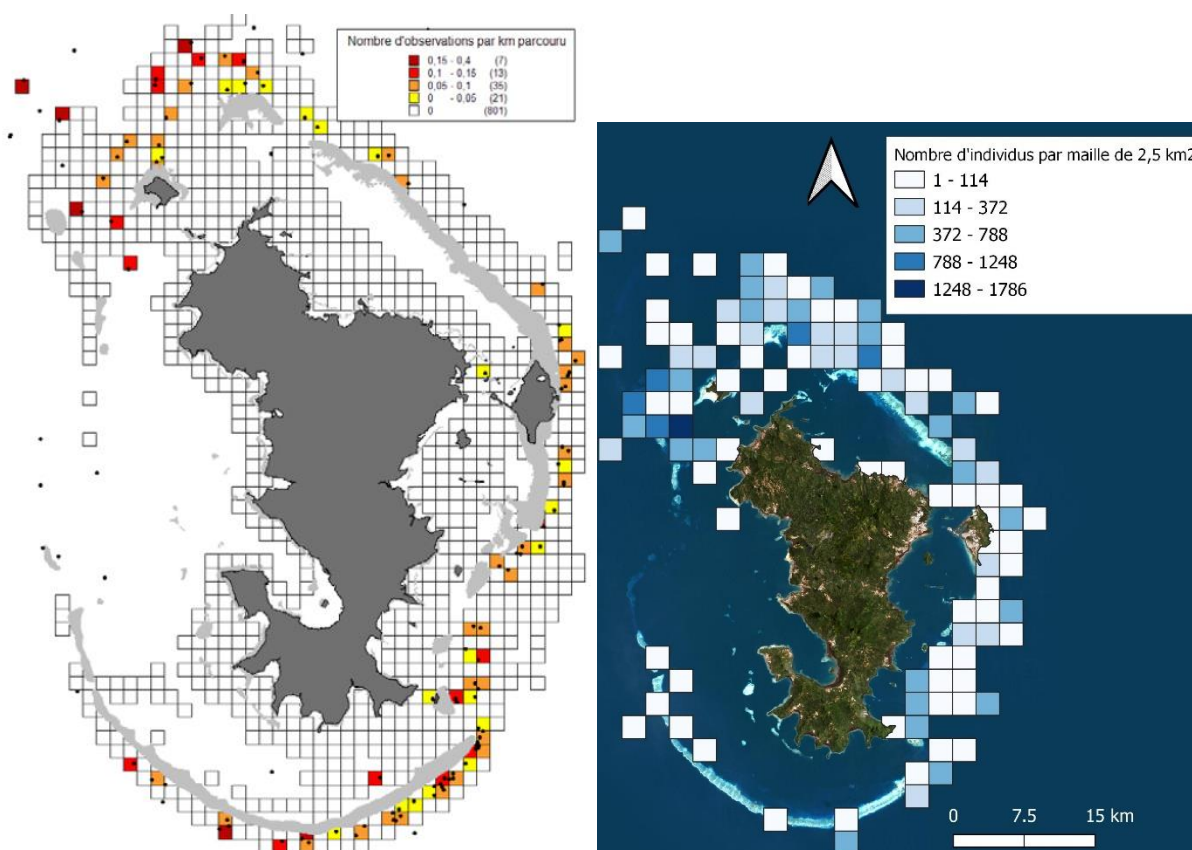 Nombre d'observations par km parcouru
0,15 - 0,4 (7)
0,1 - 0,15 (13)
0,05 - 0,1 (35)
0 - 0,05 (21)
0 (801)
Nombre d'individus par maille de 2,5 km2
1 - 114
114 - 372
372 - 788
788 - 1248
1248 - 1786
0 7.5 15 km